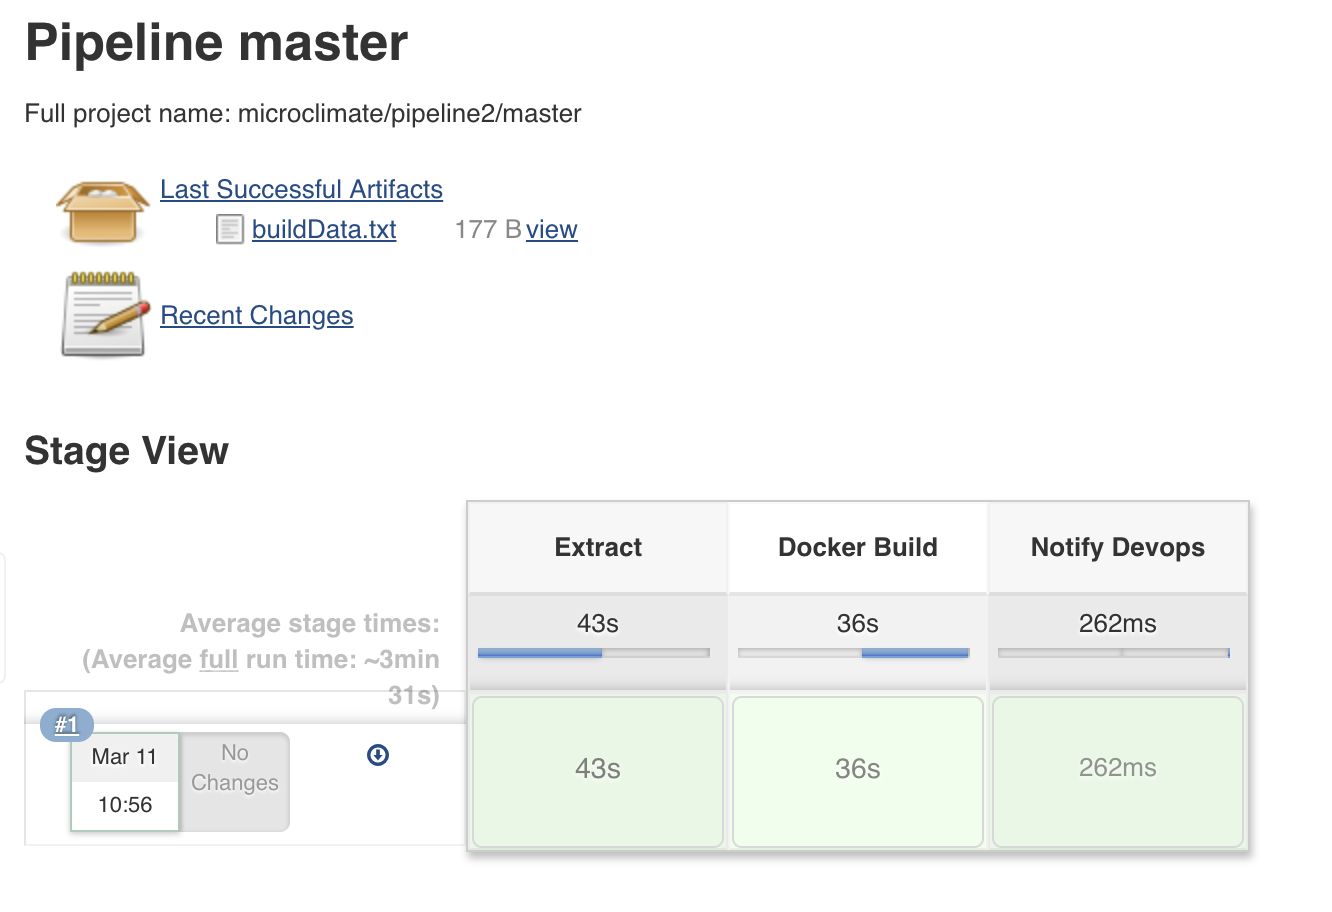 Pipeline master
Full project name: microclimate/pipeline2/master
Last Successful Artifacts
buildData.txt 177 B view
Recent Changes
Stage View
Extract Docker Build Notify Devops
Average stage times:
(Average full run time: ~3min
31s)
43s 36s 262ms
#1
Mar 11
10:56
No
Changes
43s 36s 262ms